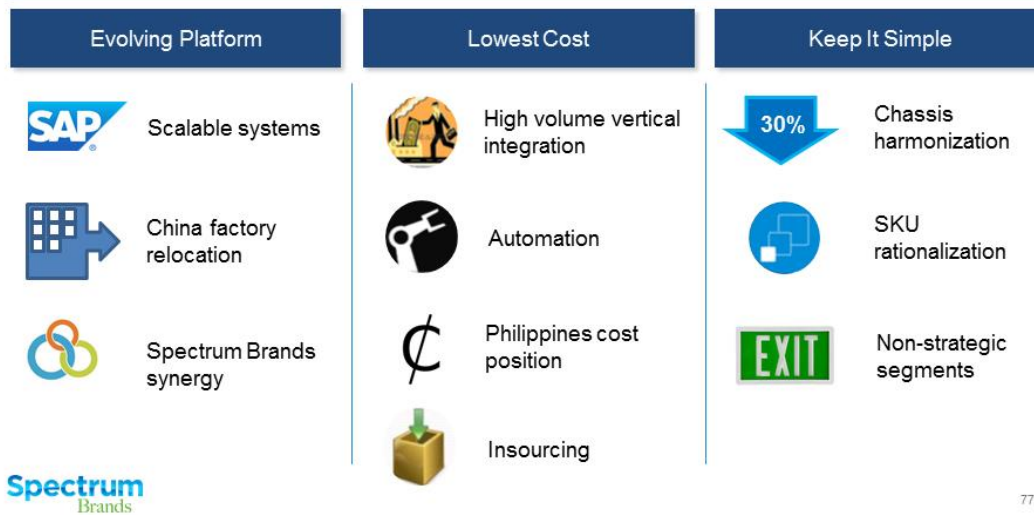 Evolving Platform
SAP
®
Scalable systems
China factory
relocation
Spectrum Brands
synergy
Lowest Cost
High volume vertical
integration
Automation
₵
Philippines cost
position
Insourcing
Keep It Simple
30%
Chassis
harmonization
SKU
rationalization
EXIT
Non-strategic
segments
Spectrum
Brands
77